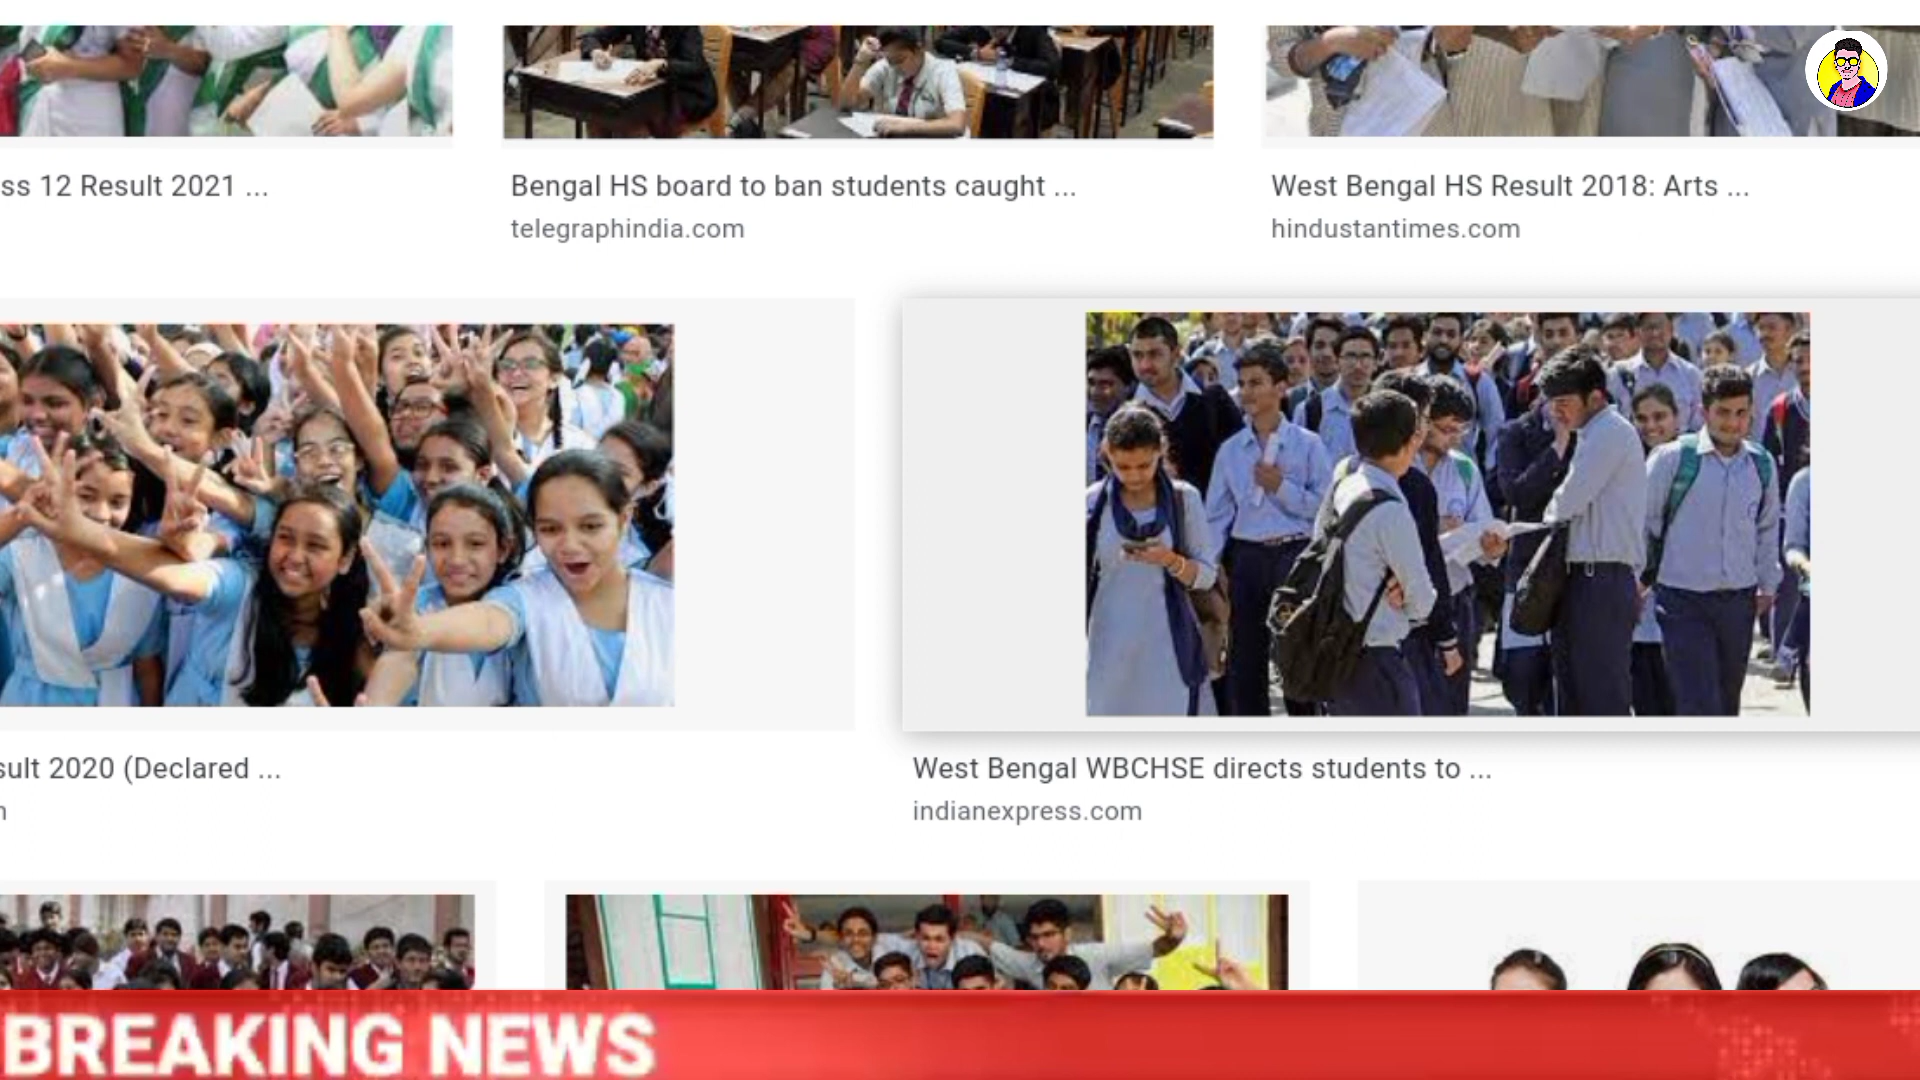 ss 12 Result 2021 ...
Bengal HS board to ban students caught ...
telegraphindia.com
West Bengal HS Result 2018: Arts ...
hindustantimes.com
sult 2020 (Declared ...
West Bengal WBCHSE directs students to ...
indianexpress.com
BREAKING NEWS